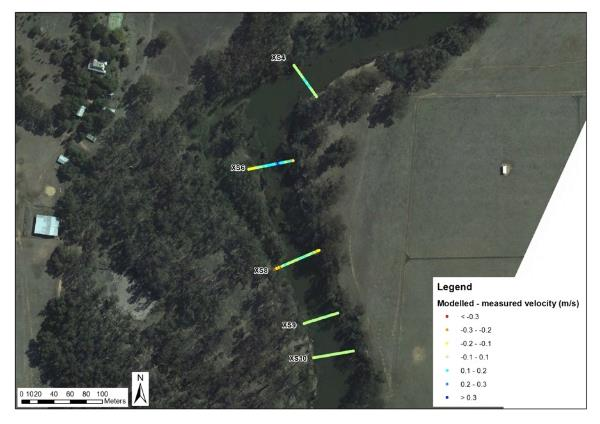 XS4
XS6
XS8
XS9
XS10
Legend
Modelled - measured velocity (m/s)
< -0.3
-0.3 - -0.2
-0.2 - -0.1
-0.1 - 0.1
0.1 - 0.2
0.2 - 0.3
> 0.3
N
0 1020 40 60 80 100
Meters